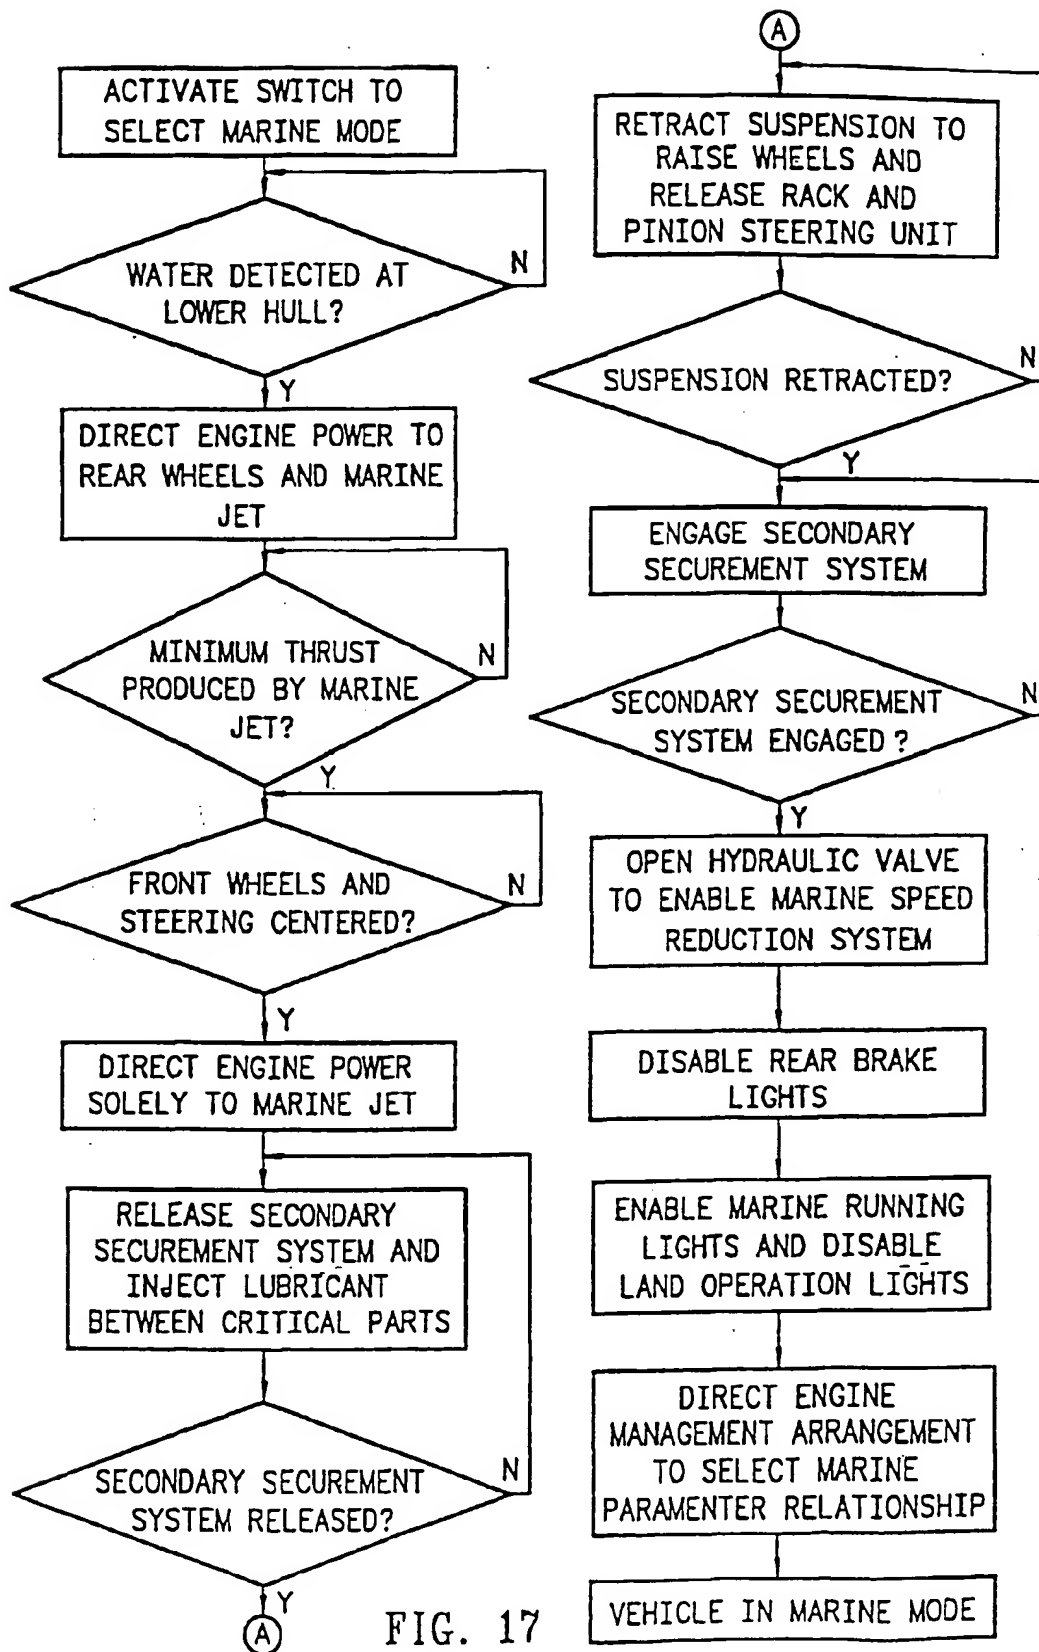 ACTIVATE SWITCH TO
SELECT MARINE MODE
WATER DETECTED AT
LOWER HULL?
N
Y
DIRECT ENGINE POWER TO
REAR WHEELS AND MARINE
JET
MINIMUM THRUST
PRODUCED BY MARINE
JET?
N
Y
FRONT WHEELS AND
STEERING CENTERED?
N
Y
DIRECT ENGINE POWER
SOLELY TO MARINE JET
RELEASE SECONDARY
SECUREMENT SYSTEM AND
INJECT LUBRICANT
BETWEEN CRITICAL PARTS
SECONDARY SECUREMENT
SYSTEM RELEASED?
N
Y
A
A
RETRACT SUSPENSION TO
RAISE WHEELS AND
RELEASE RACK AND
PINION STEERING UNIT
SUSPENSION RETRACTED?
N
Y
ENGAGE SECONDARY
SECUREMENT SYSTEM
SECONDARY SECUREMENT
SYSTEM ENGAGED?
N
Y
OPEN HYDRAULIC VALVE
TO ENABLE MARINE SPEED
REDUCTION SYSTEM
DISABLE REAR BRAKE
LIGHTS
ENABLE MARINE RUNNING
LIGHTS AND DISABLE
LAND OPERATION LIGHTS
DIRECT ENGINE
MANAGEMENT ARRANGEMENT
TO SELECT MARINE
PARAMENTER RELATIONSHIP
VEHICLE IN MARINE MODE
FIG. 17